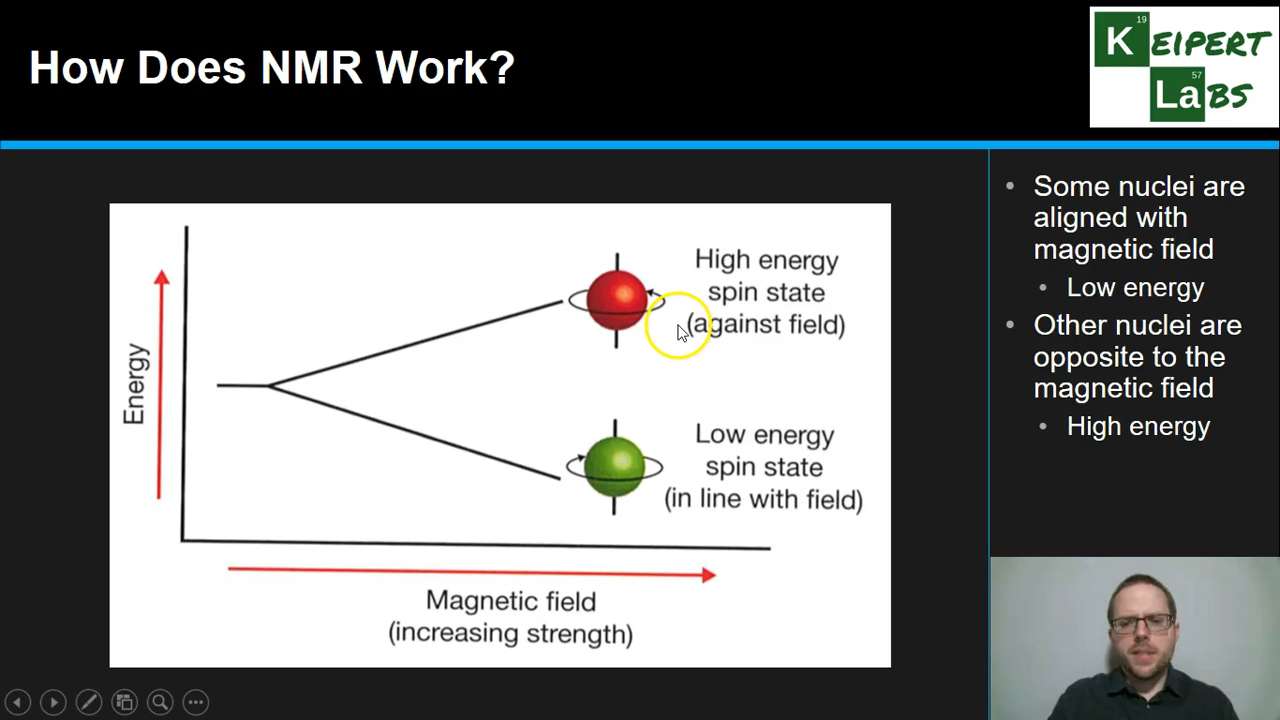 How Does NMR Work?
19
KEIPERT
57
LaBS
Some nuclei are
aligned with
magnetic field
Low energy
Other nuclei are
opposite to the
magnetic field
High energy
Energy
High energy
spin state
(against field)
Low energy
spin state
(in line with field)
Magnetic field
(increasing strength)